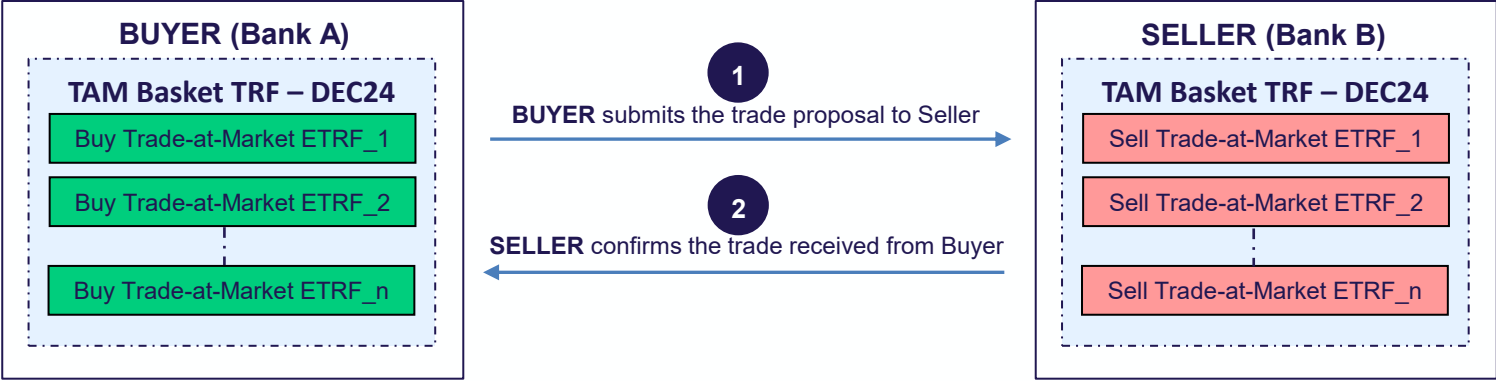 BUYER (Bank A)
TAM Basket TRF – DEC24
Buy Trade-at-Market ETRF_1
Buy Trade-at-Market ETRF_2
Buy Trade-at-Market ETRF_n
1
BUYER submits the trade proposal to Seller
2
SELLER confirms the trade received from Buyer
SELLER (Bank B)
TAM Basket TRF – DEC24
Sell Trade-at-Market ETRF_1
Sell Trade-at-Market ETRF_2
Sell Trade-at-Market ETRF_n